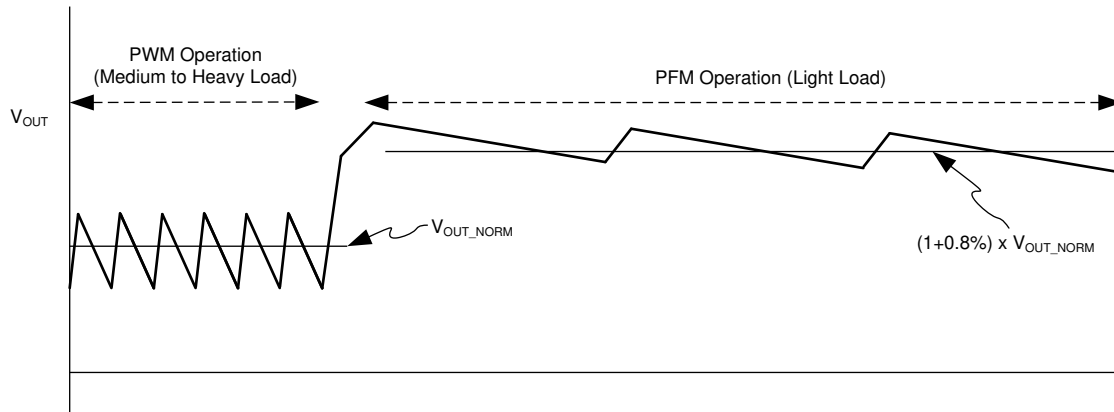 PWM Operation
(Medium to Heavy Load)
PFM Operation (Light Load)
VOUT
VOUT_NORM
(1+0.8%) x VOUT_NORM